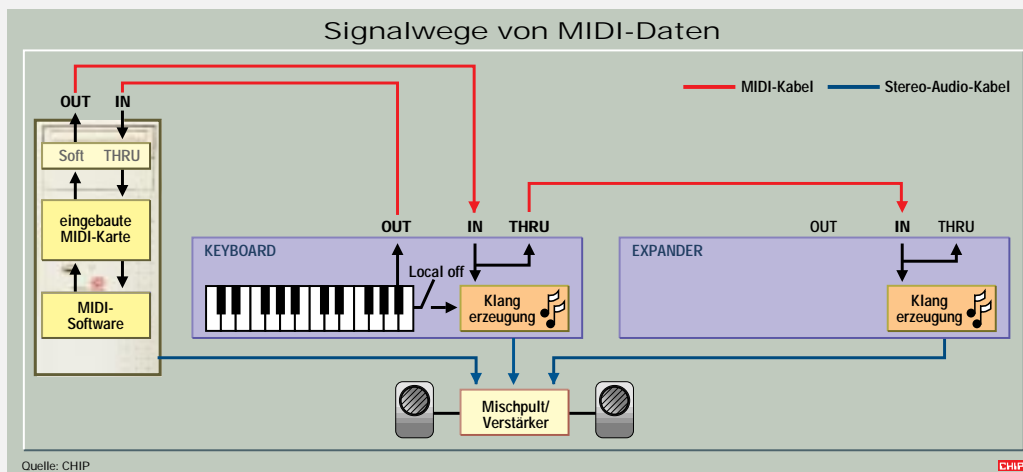 Signalwege von MIDI-Daten
MIDI-Kabel
Stereo-Audio-Kabel
OUT
IN
Soft THRU
eingebaute
MIDI-Karte
MIDI-
Software
OUT
IN
THRU
KEYBOARD
Local off
Klang
erzeugung
OUT
IN
THRU
EXPANDER
Klang
erzeugung
Mischpult/
Verstärker
Quelle: CHIP
CHIP